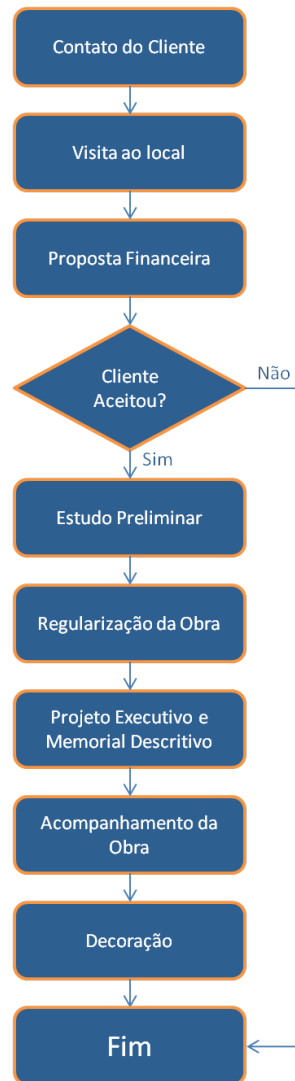 Contato do Cliente
Visita ao local
Proposta Financeira
Cliente
Aceitou?
Não
Sim
Estudo Preliminar
Regularização da Obra
Projeto Executivo e
Memorial Descritivo
Acompanhamento da
Obra
Decoração
Fim